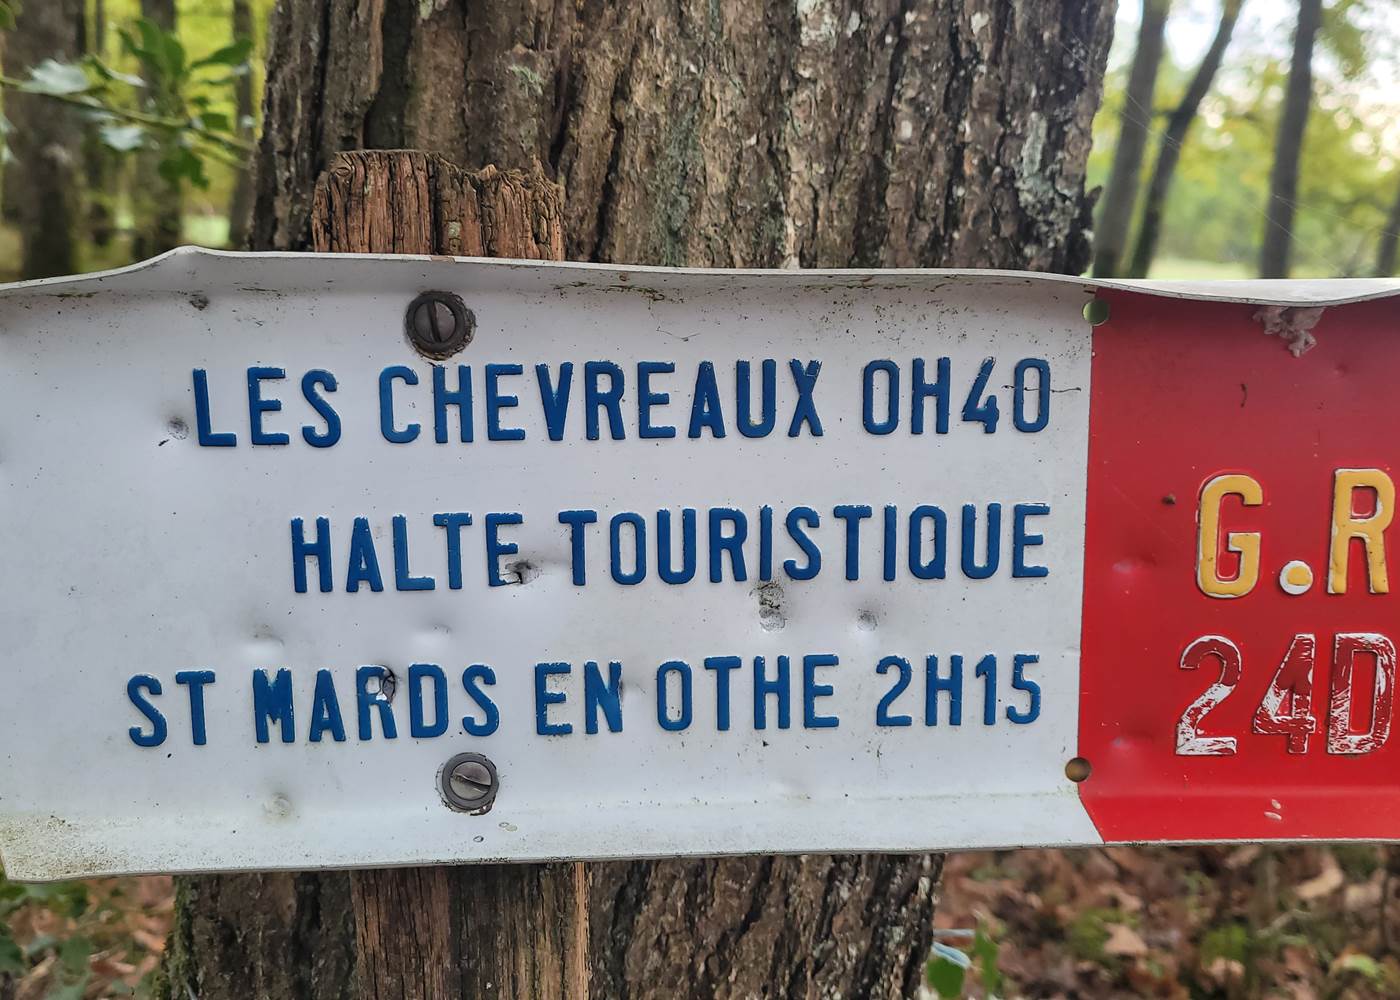 LES CHEVREAUX 0H40
HALTE TOURISTIQUE
ST MARDS EN OTHE 2H15
G.R
24D